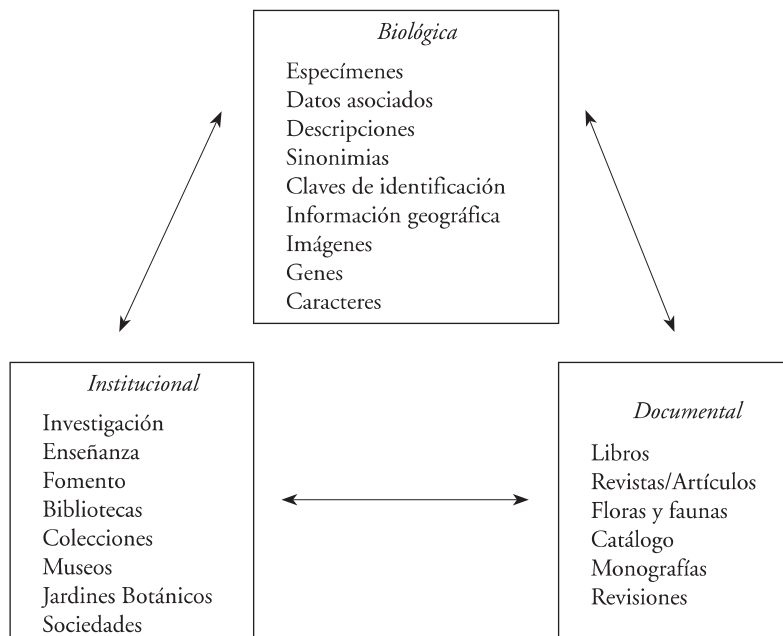 Biológica
Especímenes
Datos asociados
Descripciones
Sinonimias
Claves de identificación
Información geográfica
Imágenes
Genes
Caracteres
Institucional
Investigación
Enseñanza
Fomento
Bibliotecas
Colecciones
Museos
Jardines Botánicos
Sociedades
Documental
Libros
Revistas/Artículos
Floras y faunas
Catálogo
Monografías
Revisiones